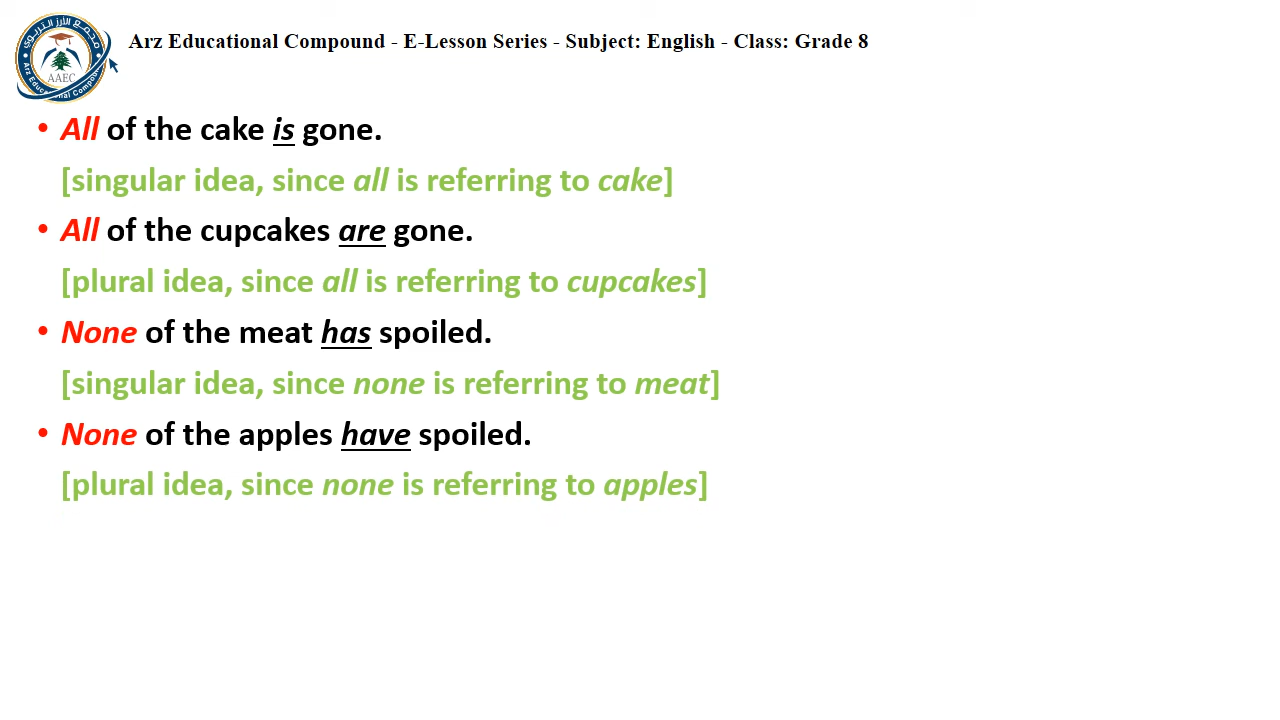 مجمع الأرز التربوي
AAEC
Arz Educational Compound - E-Lesson Series - Subject: English - Class: Grade 8
• All of the cake is gone.
[singular idea, since all is referring to cake]
• All of the cupcakes are gone.
[plural idea, since all is referring to cupcakes]
• None of the meat has spoiled.
[singular idea, since none is referring to meat]
• None of the apples have spoiled.
[plural idea, since none is referring to apples]